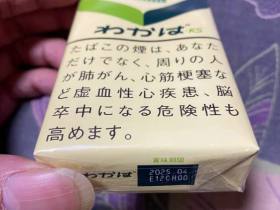 わかば KS
たばこの煙は、あなた
だけでなく、周りの人
が肺がん、心筋梗塞な
ど虚血性心疾患、脳
卒中になる危険性も
高めます。
賞味期限
わかば
2025.04
E12CH00